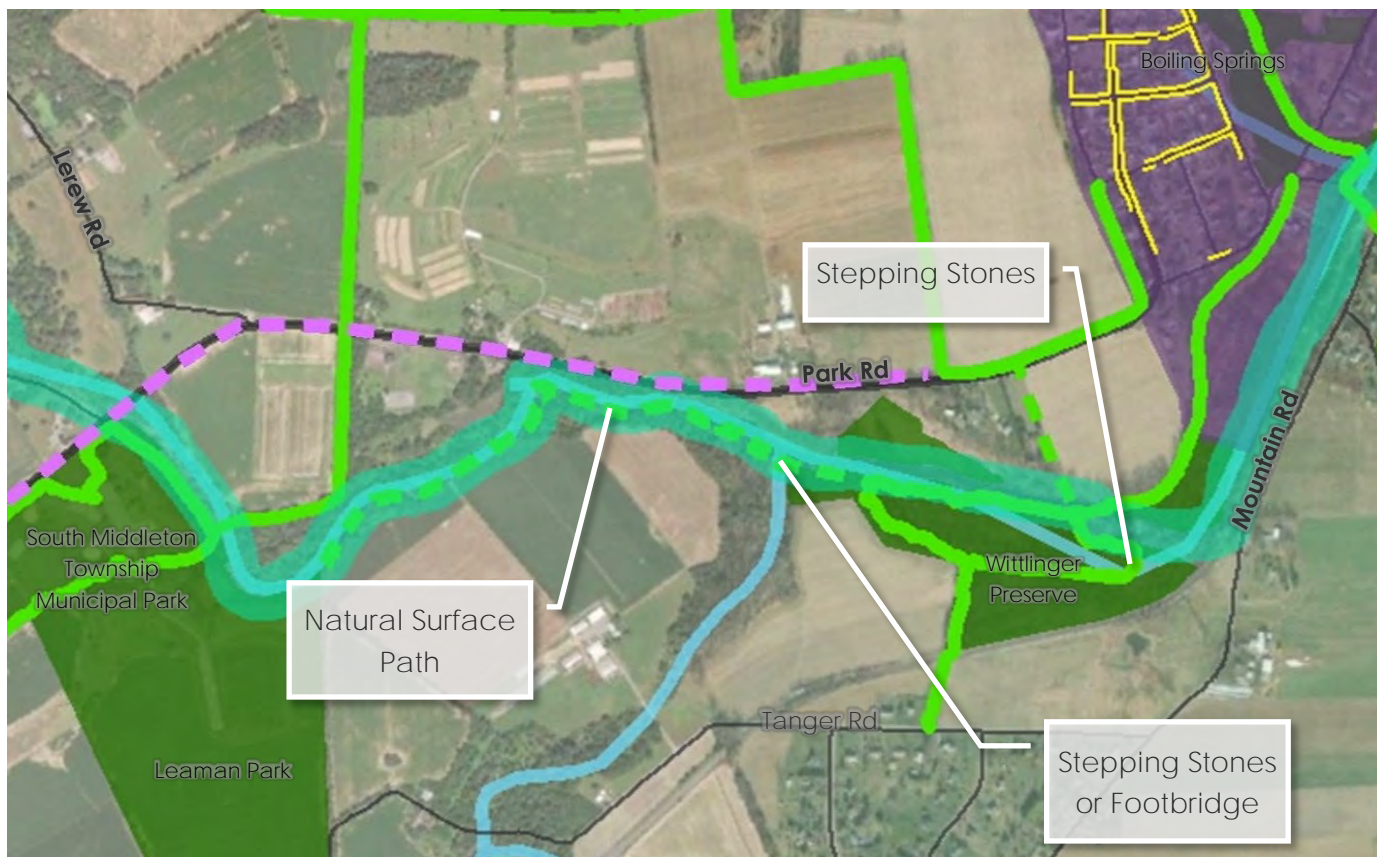 Boiling Springs
Lerew Rd
Stepping Stones
Park Rd
Mountain Rd
South Middleton
Township
Municipal Park
Wittlinger
Preserve
Natural Surface
Path
Tanger Rd
Leaman Park
Stepping Stones
or Footbridge